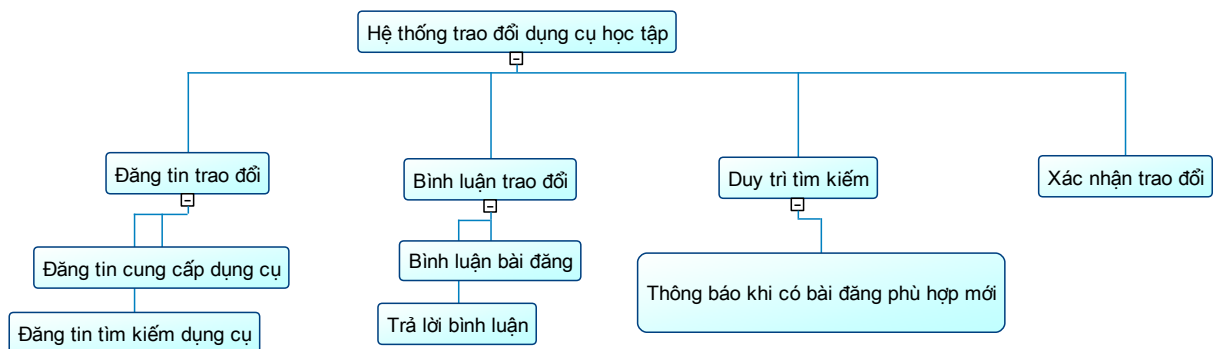 Hệ thống trao đổi dụng cụ học tập
Đăng tin trao đổi
Bình luận trao đổi
Duy trì tìm kiếm
Xác nhận trao đổi
Đăng tin cung cấp dụng cụ
Bình luận bài đăng
Thông báo khi có bài đăng phù hợp mới
Đăng tin tìm kiếm dụng cụ
Trả lời bình luận